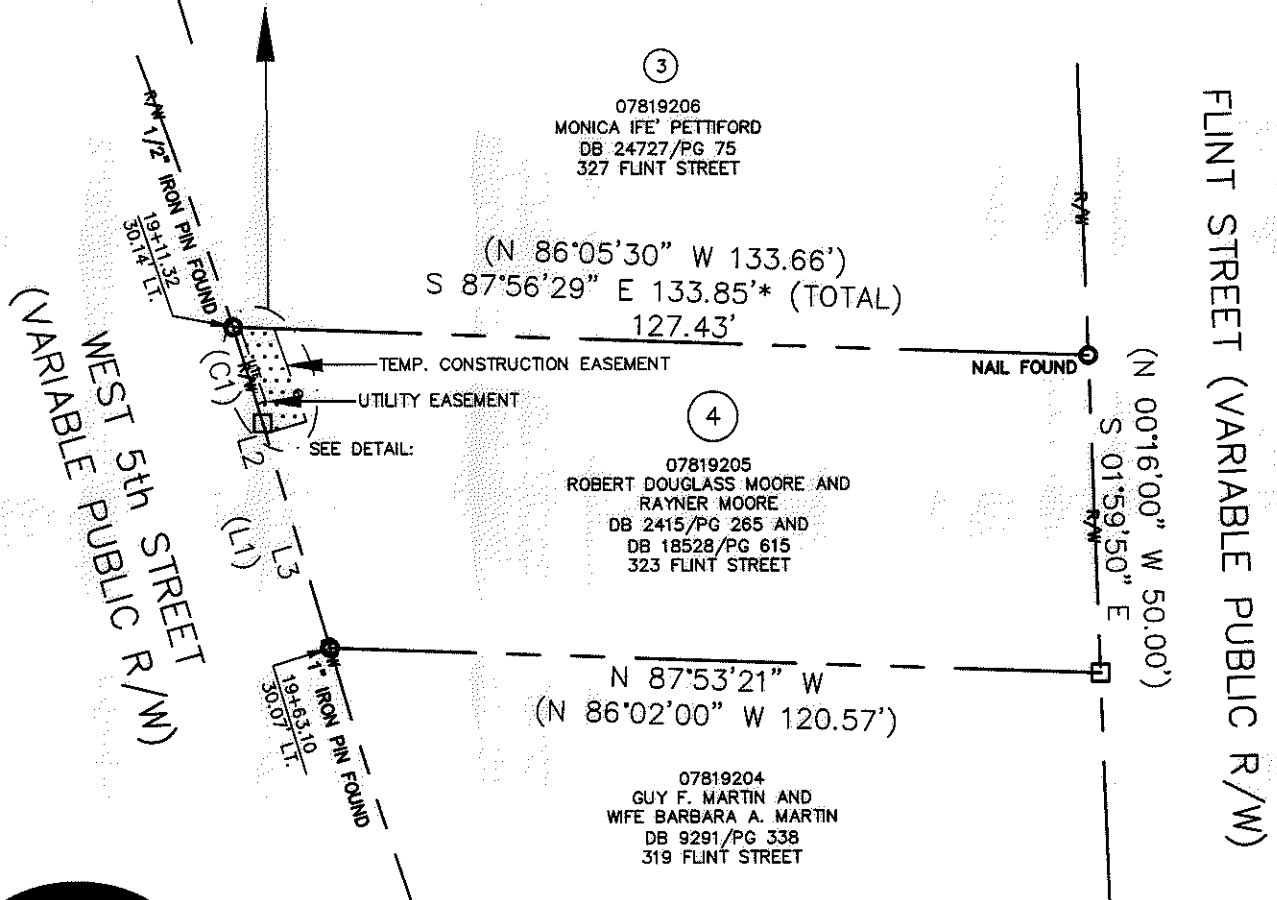 3
07819206
MONICA IFE' PETTIFORD
DB 24727/PG 75
327 FLINT STREET
R/W
1/2" IRON PIN FOUND
19+11.32
30.14' LT.
(N 86°05'30" W 133.66')
S 87°56'29" E 133.85'* (TOTAL)
127.43'
TEMP. CONSTRUCTION EASEMENT
UTILITY EASEMENT
SEE DETAIL:
NAIL FOUND
R/W
R/W
R/W
(C1)
L2
(L1)
L3
4
07819205
ROBERT DOUGLASS MOORE AND
RAYNER MOORE
DB 2415/PG 265 AND
DB 18528/PG 615
323 FLINT STREET
(N 00°16'00" W 50.00')
S 01°59'50" E
FLINT STREET (VARIABLE PUBLIC R/W)
WEST 5th STREET
(VARIABLE PUBLIC R/W)
1" IRON PIN FOUND
19+63.10
30.07' LT.
N 87°53'21" W
(N 86°02'00" W 120.57')
07819204
GUY F. MARTIN AND
WIFE BARBARA A. MARTIN
DB 9291/PG 338
319 FLINT STREET